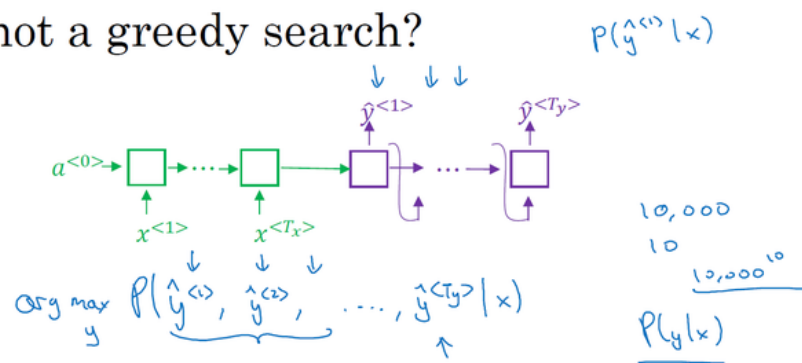 not a greedy search?
P(ŷ<1>|x)
ŷ<1>
ŷ<Ty>
a<0>
...
...
x<1>
x<Tx>
10,000
10
10,000^10
arg max P(ŷ<1>, ŷ<2>, ...., ŷ<Ty>|x)
y
P(y|x)